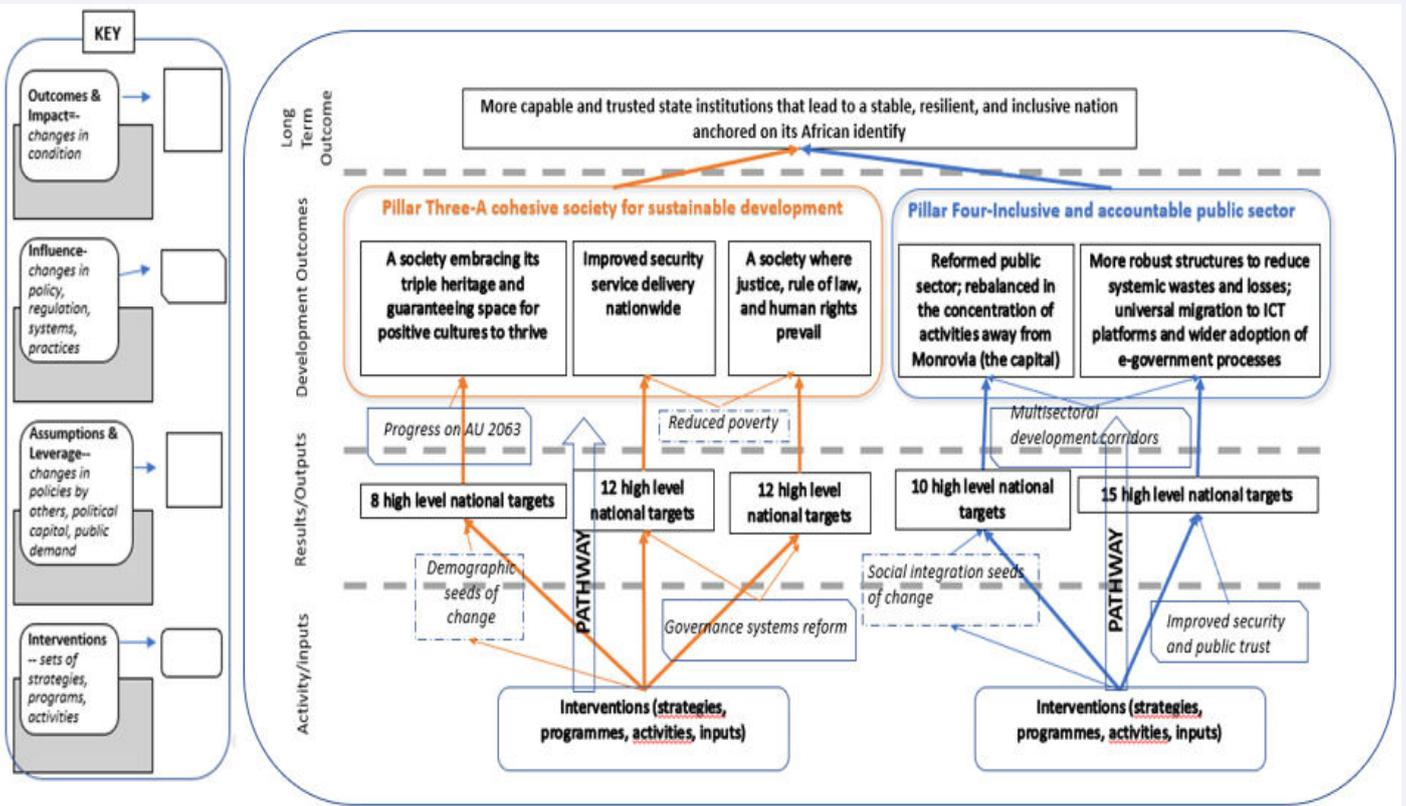 KEY
Outcomes &
Impact=-
changes in
condition
Influence-
changes in
policy,
regulation,
systems,
practices
Assumptions &
Leverage--
changes in
policies by
others, political
capital, public
demand
Interventions
-- sets of
strategies,
programs,
activities
Long
Term
Outcome
More capable and trusted state institutions that lead to a stable, resilient, and inclusive nation
anchored on its African identify
Development Outcomes
Pillar Three-A cohesive society for sustainable development
A society embracing its
triple heritage and
guaranteeing space for
positive cultures to thrive
Improved security
service delivery
nationwide
A society where
justice, rule of law,
and human rights
prevail
Pillar Four-Inclusive and accountable public sector
Reformed public
sector; rebalanced in
the concentration of
activities away from
Monrovia (the capital)
More robust structures to reduce
systemic wastes and losses;
universal migration to ICT
platforms and wider adoption of
e-government processes
Progress on AU 2063
Reduced poverty
Multisectoral
development corridors
Results/Outputs
8 high level national targets
12 high level
national targets
12 high level
national targets
10 high level national
targets
15 high level national targets
Demographic
seeds of
change
PATHWAY
Governance systems reform
Social integration seeds
of change
PATHWAY
Improved security
and public trust
Activity/inputs
Interventions (strategies,
programmes, activities, inputs)
Interventions (strategies,
programmes, activities, inputs)